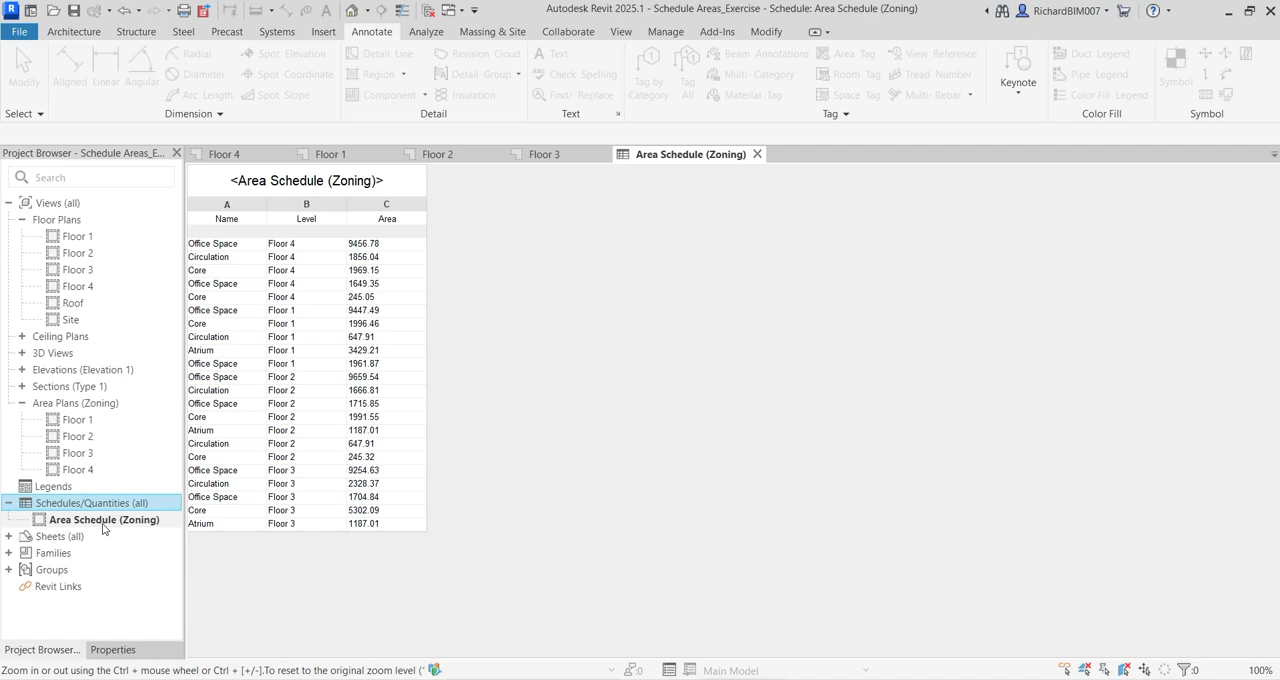 Autodesk Revit 2025.1 - Schedule Areas_Exercise - Schedule: Area Schedule (Zoning)
RichardBIM007
File Architecture Structure Steel Precast Systems Insert Annotate Analyze Massing & Site Collaborate View Manage Add-Ins Modify
Modify
Select
Aligned Linear Angular
Radial
Diameter
Arc Length
Spot Elevation
Spot Coordinate
Spot Slope
Dimension
Detail Line
Region
Component
Revision Cloud
Detail Group
Insulation
Detail
Text
Check Spelling
Find/ Replace
Text
Tag by Category
Tag All
Beam Annotations
Multi- Category
Material Tag
Area Tag
Room Tag
Space Tag
View Reference
Tread Number
Multi- Rebar
Tag
Keynote
Duct Legend
Pipe Legend
Color Fill Legend
Color Fill
Symbol
Symbol
Project Browser - Schedule Areas_E...
Search
Views (all)
Floor Plans
Floor 1
Floor 2
Floor 3
Floor 4
Roof
Site
Ceiling Plans
3D Views
Elevations (Elevation 1)
Sections (Type 1)
Area Plans (Zoning)
Floor 1
Floor 2
Floor 3
Floor 4
Legends
Schedules/Quantities (all)
Area Schedule (Zoning)
Sheets (all)
Families
Groups
Revit Links
Project Browser... Properties
Floor 4 Floor 1 Floor 2 Floor 3 Area Schedule (Zoning)
<Area Schedule (Zoning)>
A B C
Name Level Area
Office Space Floor 4 9456.78
Circulation Floor 4 1856.04
Core Floor 4 1969.15
Office Space Floor 4 1649.35
Core Floor 4 245.05
Office Space Floor 1 9447.49
Core Floor 1 1996.46
Circulation Floor 1 647.91
Atrium Floor 1 3429.21
Office Space Floor 1 1961.87
Office Space Floor 2 9659.54
Circulation Floor 2 1666.81
Office Space Floor 2 1715.85
Core Floor 2 1991.55
Atrium Floor 2 1187.01
Circulation Floor 2 647.91
Core Floor 2 245.32
Office Space Floor 3 9254.63
Circulation Floor 3 2328.37
Office Space Floor 3 1704.84
Core Floor 3 5302.09
Atrium Floor 3 1187.01
Zoom in or out using the Ctrl + mouse wheel or Ctrl + [+/-].To reset to the original zoom level (
:0
Main Model
:0
100%